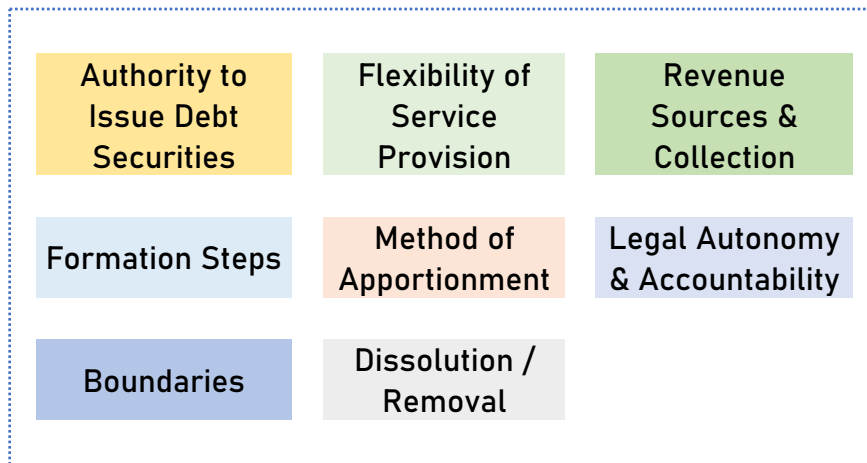 Authority to
Issue Debt
Securities
Flexibility of
Service
Provision
Revenue
Sources &
Collection
Formation Steps
Method of
Apportionment
Legal Autonomy
& Accountability
Boundaries
Dissolution /
Removal